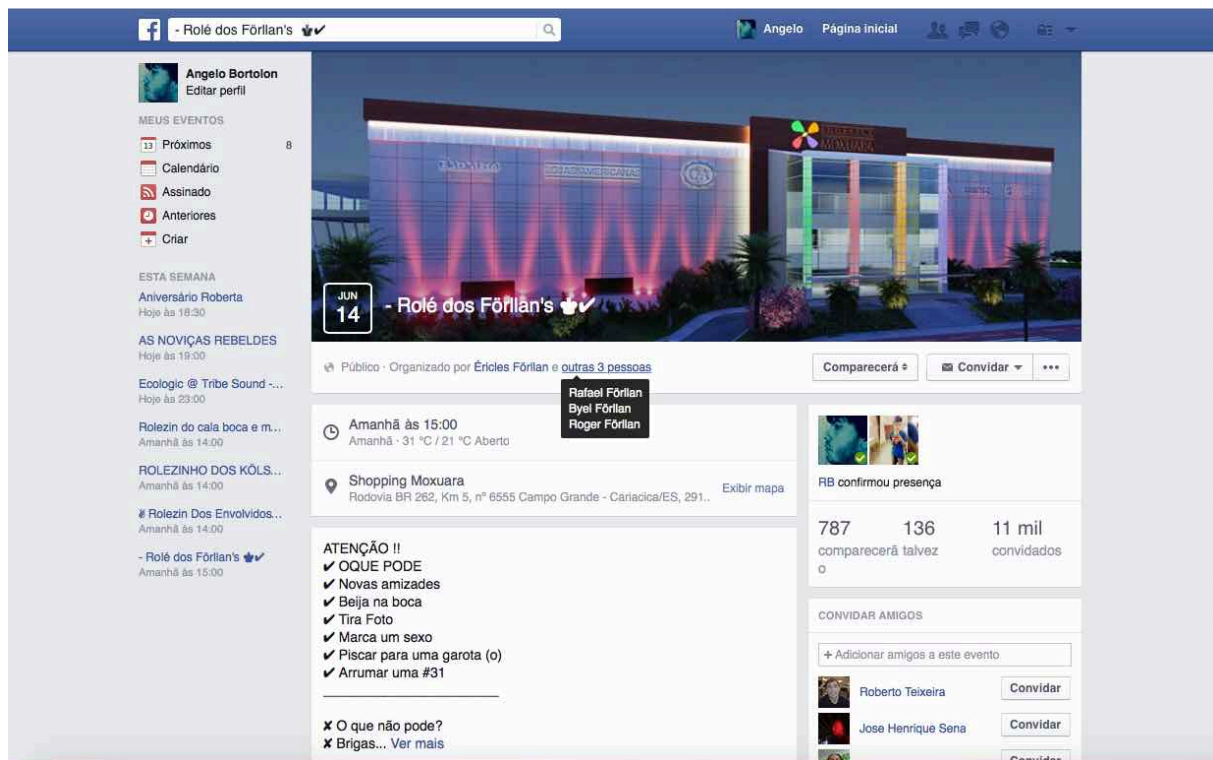 - Rolé dos Förllan's
Angelo
Página inicial
Angelo Bortolon
Editar perfil
MEUS EVENTOS
13 Próximos 8
Calendário
Assinado
Anteriores
Criar
ESTA SEMANA
Aniversário Roberta
Hoje às 18:30
AS NOVIÇAS REBELDES
Hoje às 19:00
Ecologic @ Tribe Sound -...
Hoje às 23:00
Rolezin do cala boca e m...
Amanhã às 14:00
ROLEZINHO DOS KÖLS...
Amanhã às 14:00
Rolezin Dos Envolvidos...
Amanhã às 14:00
- Rolé dos Förllan's ✔
Amanhã às 15:00
MOXUARA
JUN
14
- Rolé dos Förllan's ✔
Público · Organizado por Éricles Förllan e outras 3 pessoas
Rafael Förllan
Byel Förllan
Roger Förllan
Comparecerá
Convidar
Amanhã às 15:00
Amanhã · 31 °C / 21 °C Aberto
Shopping Moxuara
Rodovia BR 262, Km 5, nº 6555 Campo Grande - Cariacica/ES, 291..
Exibir mapa
ATENÇÃO !!
✔ OQUE PODE
✔ Novas amizades
✔ Beija na boca
✔ Tira Foto
✔ Marca um sexo
✔ Piscar para uma garota (o)
✔ Arrumar uma #31
✘ O que não pode?
✘ Brigas... Ver mais
RB confirmou presença
787 136 11 mil
comparecerã talvez convidados
o
CONVIDAR AMIGOS
+ Adicionar amigos a este evento
Roberto Teixeira Convidar
Jose Henrique Sena Convidar
Convidar